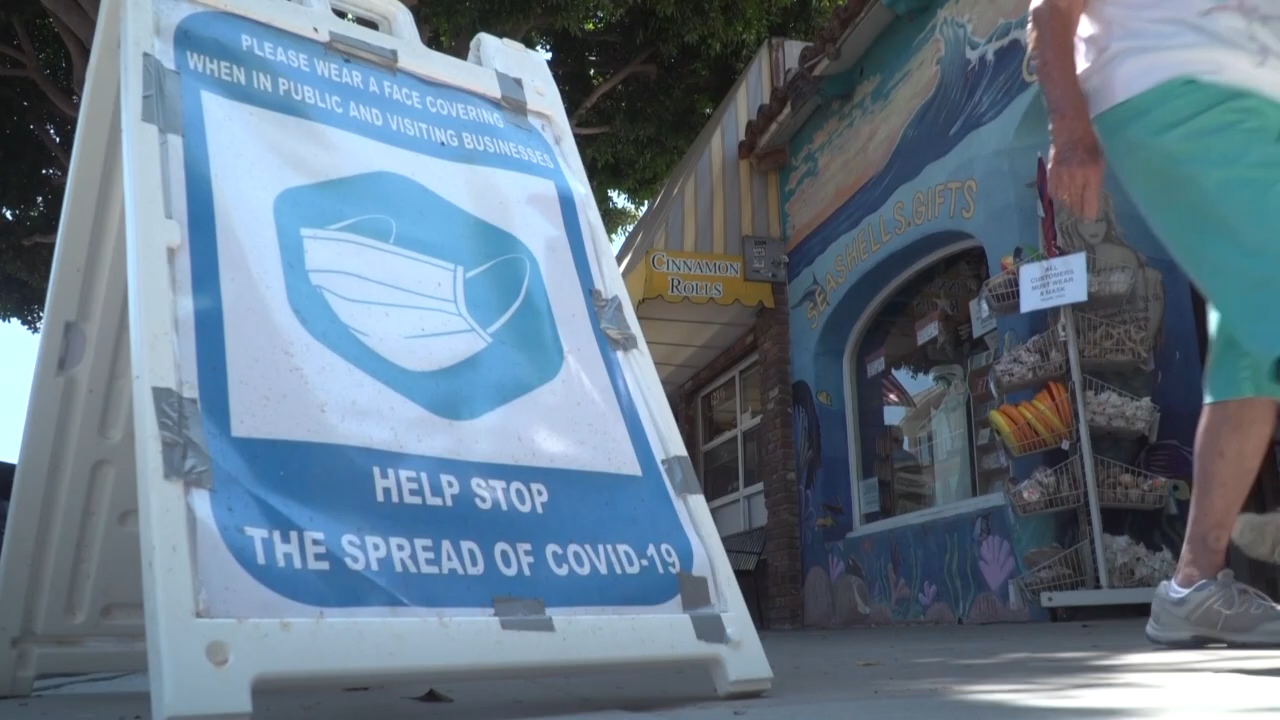 PLEASE WEAR A FACE COVERING
WHEN IN PUBLIC AND VISITING BUSINESSES
HELP STOP
THE SPREAD OF COVID-19
CINNAMON
ROLLS
SEASHELLS.GIFTS
ALL
CUSTOMERS
MUST WEAR
A MASK